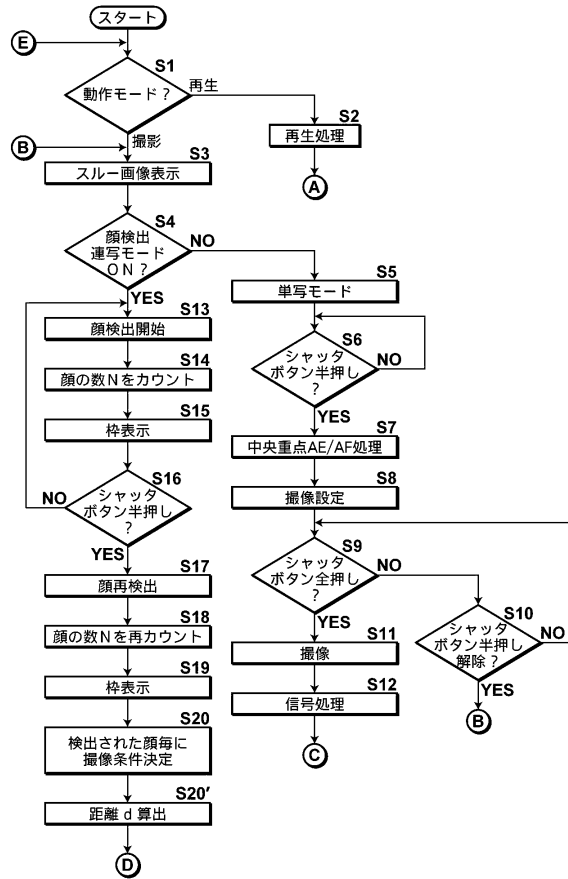 スタート
E
S1
動作モード?
再生
撮影
S2
再生処理
A
B
S3
スルー画像表示
S4
顔検出
連写モード
ON?
NO
YES
S5
単写モード
S6
シャッタ
ボタン半押し
?
NO
YES
S7
中央重点AE/AF処理
S8
撮像設定
S9
シャッタ
ボタン全押し
?
NO
YES
S10
シャッタ
ボタン半押し
解除?
NO
YES
B
S11
撮像
S12
信号処理
C
S13
顔検出開始
S14
顔の数Nをカウント
S15
枠表示
S16
シャッタ
ボタン半押し
?
NO
YES
S17
顔再検出
S18
顔の数Nを再カウント
S19
枠表示
S20
検出された顔毎に
撮像条件決定
S20′
距離d算出
D